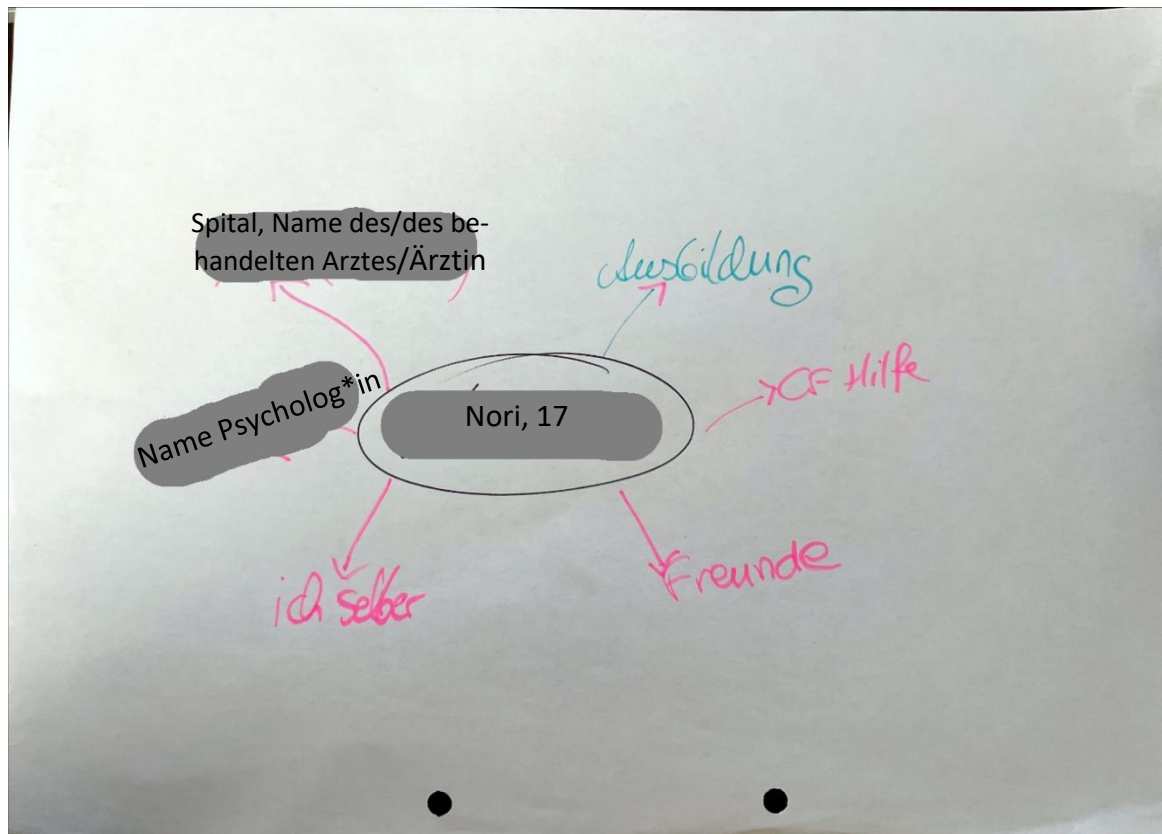 Spital, Name des/des be-
handelten Arztes/Ärztin
Ausbildung
CF Hilfe
Name Psycholog*in
Nori, 17
Freunde
ich selber